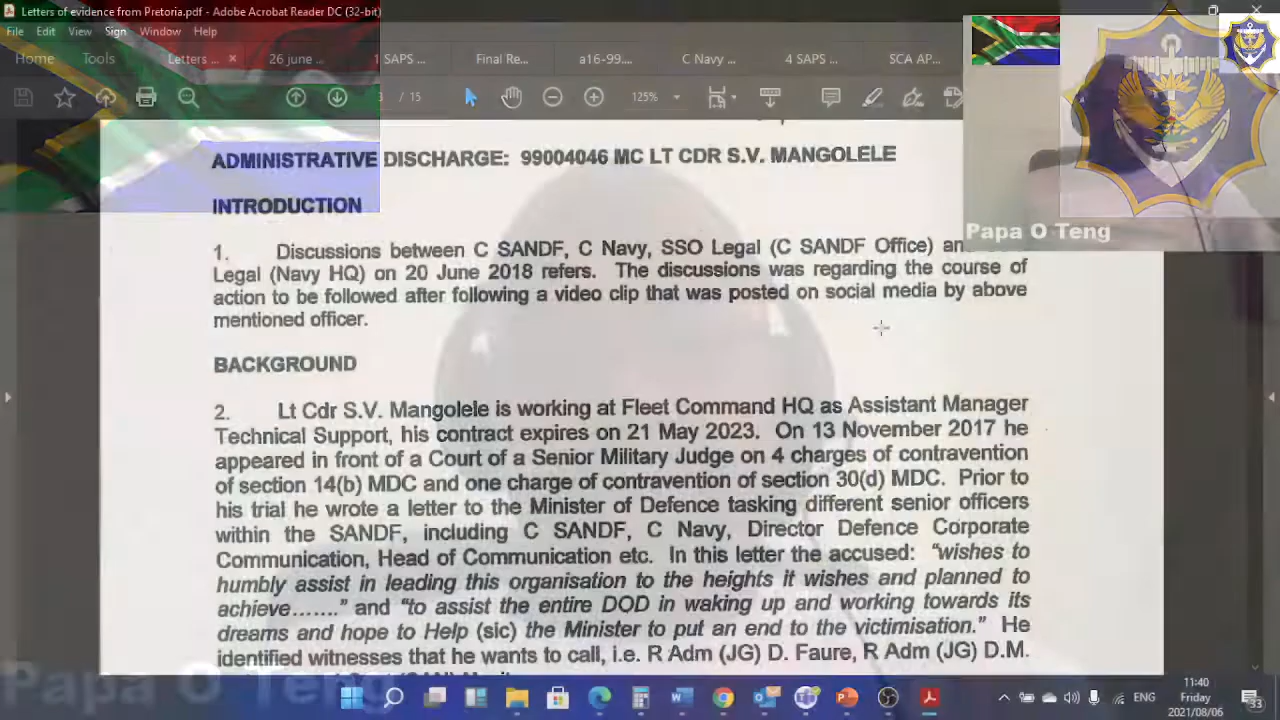 Letters of evidence from Pretoria.pdf - Adobe Acrobat Reader DC (32-bit)
File Edit View Sign Window Help
Home Tools Letters ... × 26 june SAPS ... Final Re... a16-99.... C Navy ... 4 SAPS ... SCA AP...
/ 15 125%
ADMINISTRATIVE DISCHARGE: 99004046 MC LT CDR S.V. MANGOLELE
Papa O Teng
INTRODUCTION
1. Discussions between C SANDF, C Navy, SSO Legal (C SANDF Office) an
Legal (Navy HQ) on 20 June 2018 refers. The discussions was regarding the course of
action to be followed after following a video clip that was posted on social media by above
mentioned officer.
BACKGROUND
2. Lt Cdr S.V. Mangolele is working at Fleet Command HQ as Assistant Manager
Technical Support, his contract expires on 21 May 2023. On 13 November 2017 he
appeared in front of a Court of a Senior Military Judge on 4 charges of contravention
of section 14(b) MDC and one charge of contravention of section 30(d) MDC. Prior to
his trial he wrote a letter to the Minister of Defence tasking different senior officers
within the SANDF, including C SANDF, C Navy, Director Defence Corporate
Communication, Head of Communication etc. In this letter the accused: "wishes to
humbly assist in leading this organisation to the heights it wishes and planned to
achieve……." and "to assist the entire DOD in waking up and working towards its
dreams and hope to Help (sic) the Minister to put an end to the victimisation." He
identified witnesses that he wants to call, i.e. R Adm (JG) D. Faure, R Adm (JG) D.M.
Papa O Teng
ENG
11:40
Friday
2021/08/06
33